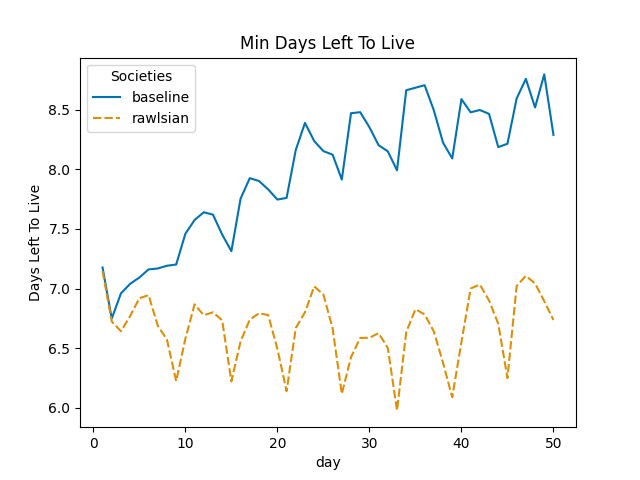 Min Days Left To Live
Societies
baseline
rawlsian
Days Left To Live
8.5
8.0
7.5
7.0
6.5
6.0
0 10 20 30 40 50
day